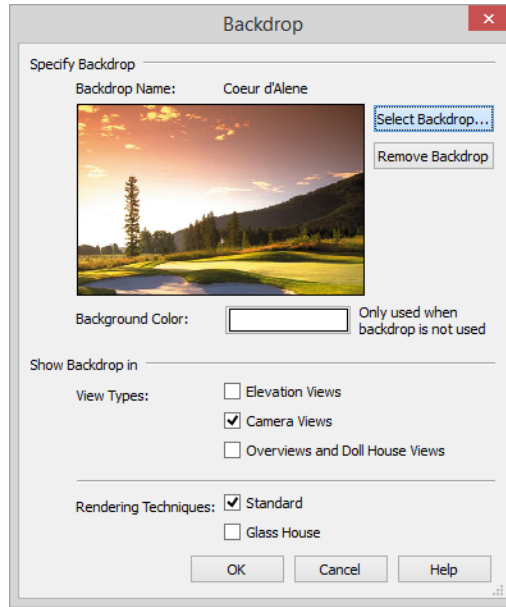 Backdrop
Specify Backdrop
Backdrop Name: Coeur d'Alene
Select Backdrop...
Remove Backdrop
Background Color: Only used when
backdrop is not used
Show Backdrop in
View Types: Elevation Views
Camera Views
Overviews and Doll House Views
Rendering Techniques: Standard
Glass House
OK Cancel Help